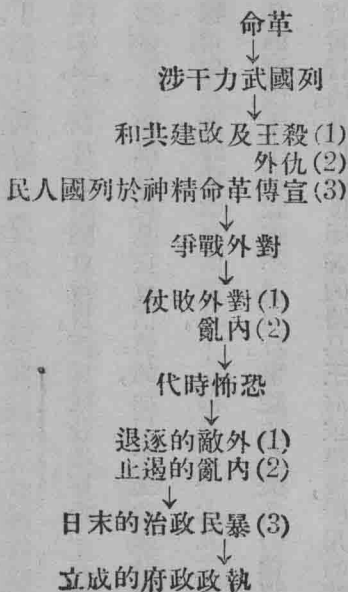 革命
↓
列國武力干涉
↓
(1)殺王及改建共和
(2)仇外
(3)宣傳革命精神於列國人民
↓
對外戰爭
↓
(1)對外敗仗
(2)內亂
↓
恐怖時代
↓
(1)外敵的逐退
(2)內亂的遏止
↓
(3)暴民政治的末日
↓
執政政府的成立